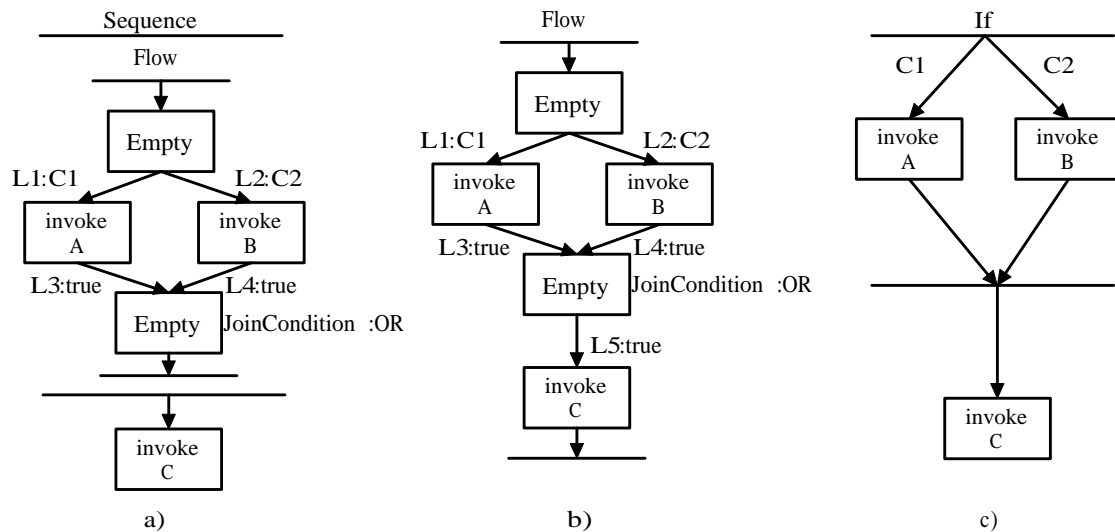 Sequence
Flow
Empty
L1:C1
L2:C2
invoke
A
invoke
B
L3:true
L4:true
Empty
JoinCondition :OR
invoke
C
a)
Flow
Empty
L1:C1
L2:C2
invoke
A
invoke
B
L3:true
L4:true
Empty
JoinCondition :OR
L5:true
invoke
C
b)
If
C1
C2
invoke
A
invoke
B
invoke
C
c)